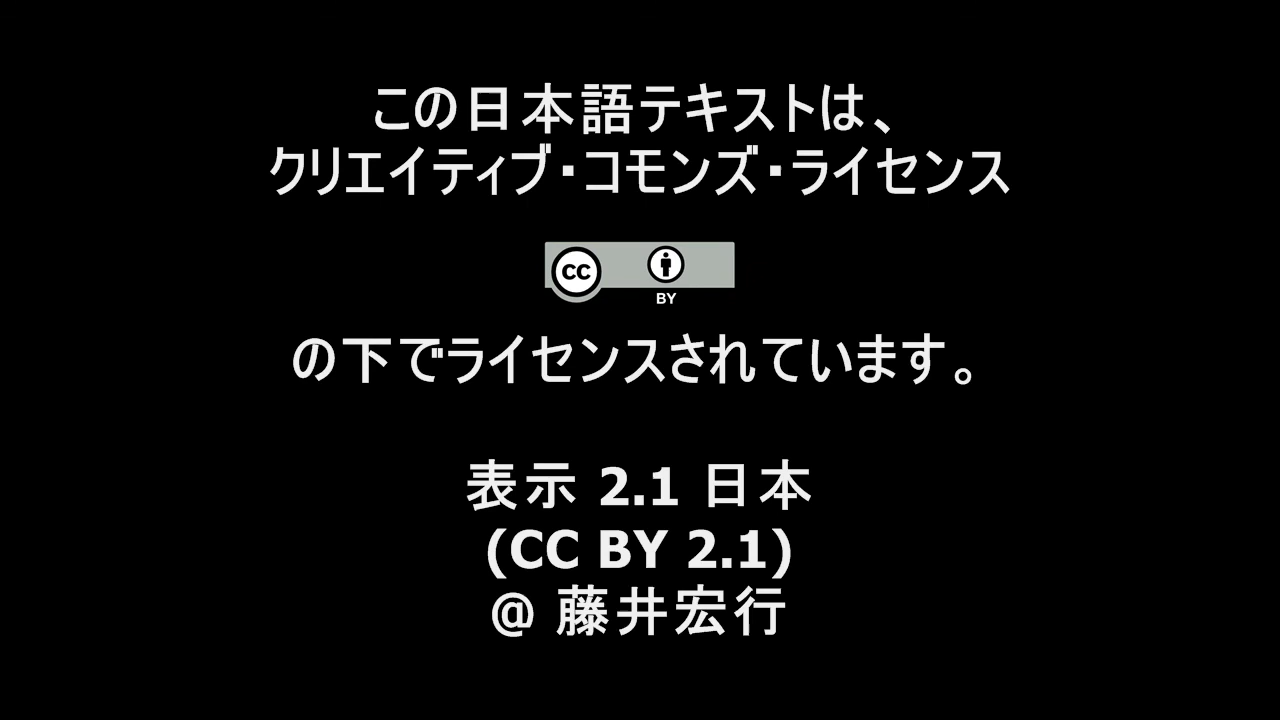 この日本語テキストは、
クリエイティブ・コモンズ・ライセンス
cc
BY
の下でライセンスされています。
表示 2.1 日本
(CC BY 2.1)
@ 藤井宏行